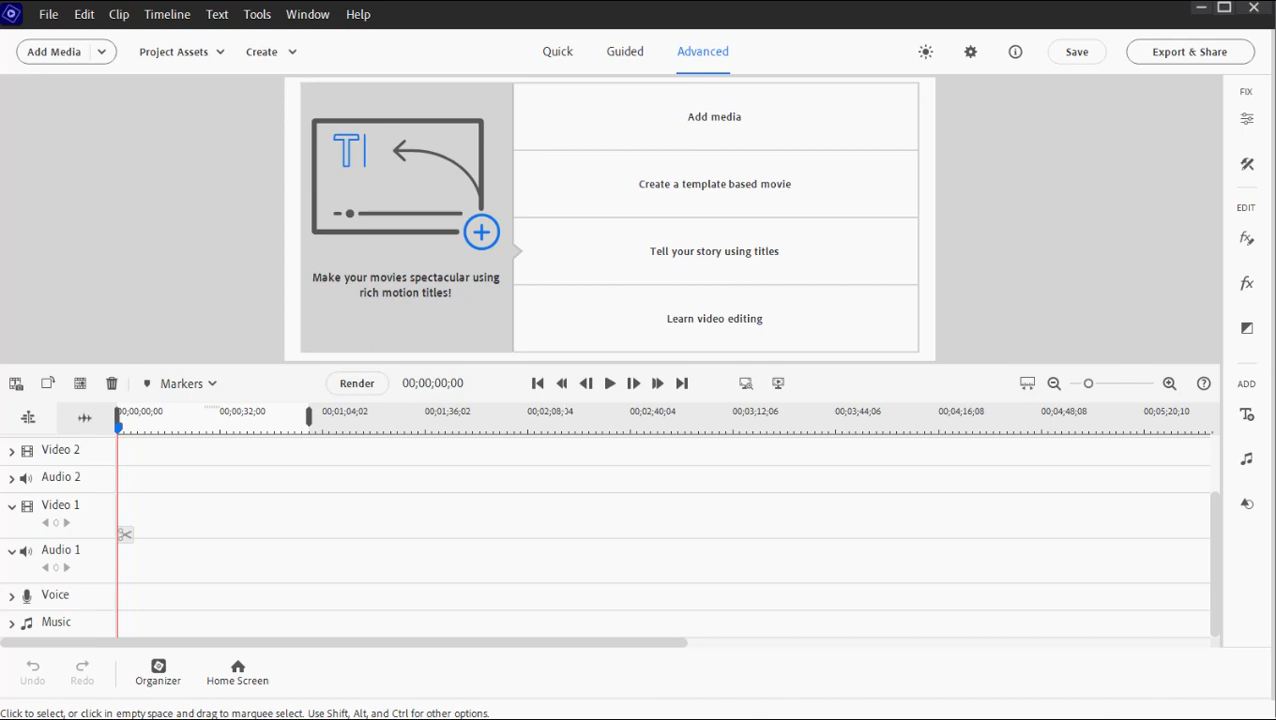 File Edit Clip Timeline Text Tools Window Help
Add Media Project Assets Create Quick Guided Advanced Save Export & Share
FIX
Add media
T
Create a template based movie
EDIT
Tell your story using titles
Make your movies spectacular using
rich motion titles!
Learn video editing
Markers Render 00;00;00;00 ADD
00;00;00;00 00;00;32;00 00;01;04;02 00;01;36;02 00;02;08;04 00;02;40;04 00;03;12;06 00;03;44;06 00;04;16;08 00;04;48;08 00;05;20;10
Video 2
Audio 2
Video 1
Audio 1
Voice
Music
Undo Redo Organizer Home Screen
Click to select, or click in empty space and drag to marquee select. Use Shift, Alt, and Ctrl for other options.